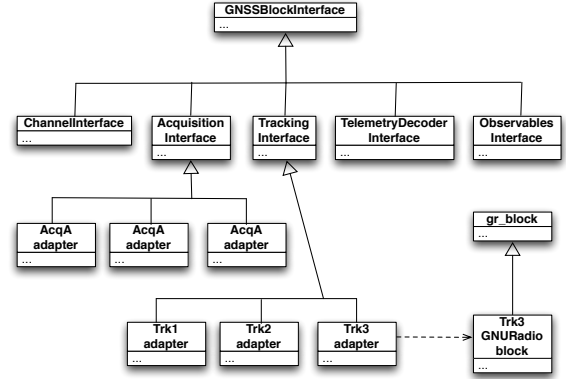 GNSSBlockInterface
...
ChannelInterface
...
Acquisition
Interface
...
Tracking
Interface
...
TelemetryDecoder
Interface
...
Observables
Interface
...
AcqA
adapter
...
AcqA
adapter
...
AcqA
adapter
...
gr_block
...
Trk1
adapter
...
Trk2
adapter
...
Trk3
adapter
...
Trk3
GNURadio
block
...